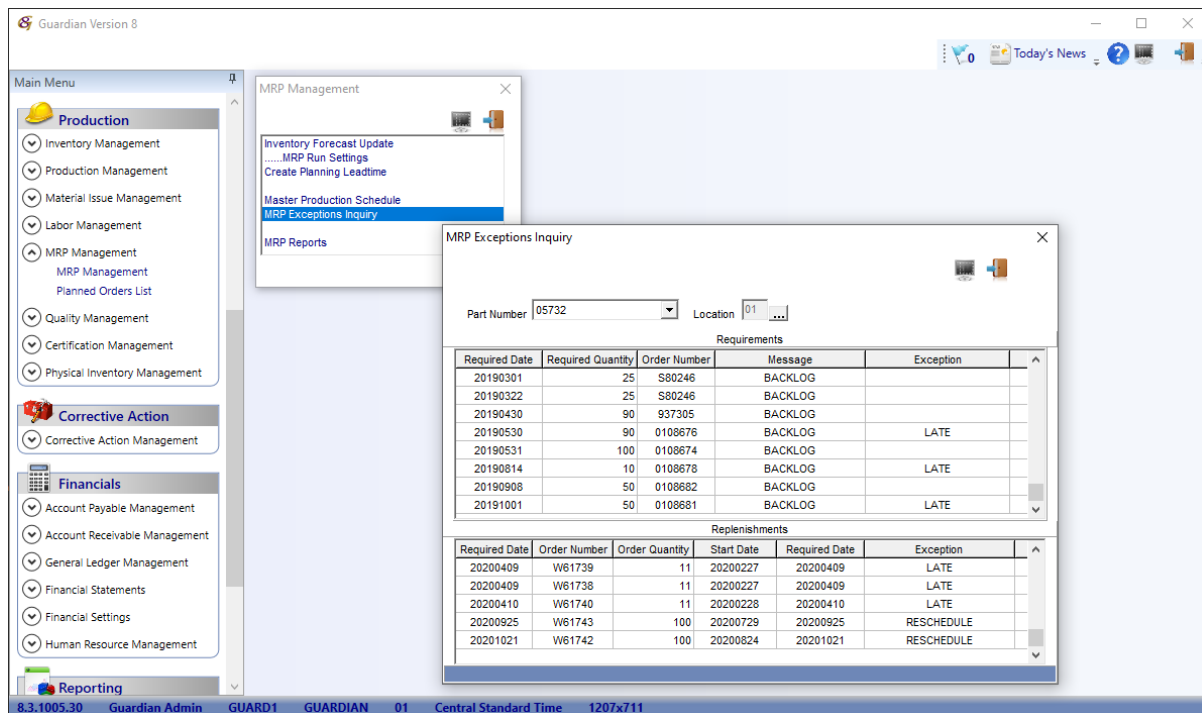 Guardian Version 8
0 Today's News ?
Main Menu
Production
Inventory Management
Production Management
Material Issue Management
Labor Management
MRP Management
MRP Management
Planned Orders List
Quality Management
Certification Management
Physical Inventory Management
Corrective Action
Corrective Action Management
Financials
Account Payable Management
Account Receivable Management
General Ledger Management
Financial Statements
Financial Settings
Human Resource Management
Reporting
MRP Management
Inventory Forecast Update
......MRP Run Settings
Create Planning Leadtime
Master Production Schedule
MRP Exceptions Inquiry
MRP Reports
MRP Exceptions Inquiry
Part Number 05732 Location 01 ...
Requirements
Required Date Required Quantity Order Number Message Exception
20190301 25 S80246 BACKLOG
20190322 25 S80246 BACKLOG
20190430 90 937305 BACKLOG
20190530 90 0108676 BACKLOG LATE
20190531 100 0108674 BACKLOG
20190814 10 0108678 BACKLOG LATE
20190908 50 0108682 BACKLOG
20191001 50 0108681 BACKLOG LATE
Replenishments
Required Date Order Number Order Quantity Start Date Required Date Exception
20200409 W61739 11 20200227 20200409 LATE
20200409 W61738 11 20200227 20200409 LATE
20200410 W61740 11 20200228 20200410 LATE
20200925 W61743 100 20200729 20200925 RESCHEDULE
20201021 W61742 100 20200824 20201021 RESCHEDULE
8.3.1005.30 Guardian Admin GUARD1 GUARDIAN 01 Central Standard Time 1207x711